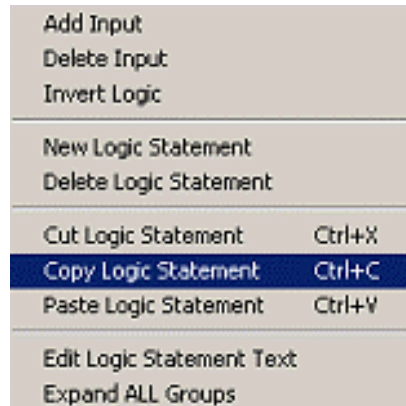 Add Input
Delete Input
Invert Logic
New Logic Statement
Delete Logic Statement
Cut Logic Statement Ctrl+X
Copy Logic Statement Ctrl+C
Paste Logic Statement Ctrl+V
Edit Logic Statement Text
Expand ALL Groups